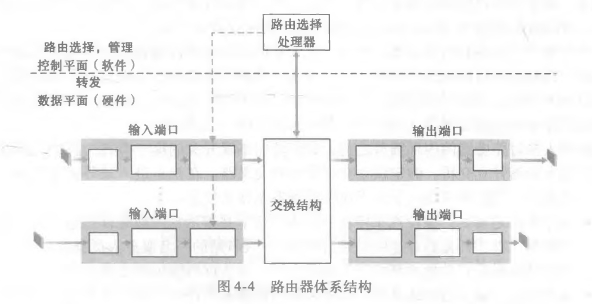 路由选择
处理器
路由选择，管理
控制平面（软件）
转发
数据平面（硬件）
输入端口
输出端口
交换结构
输入端口
输出端口
图 4-4 路由器体系结构